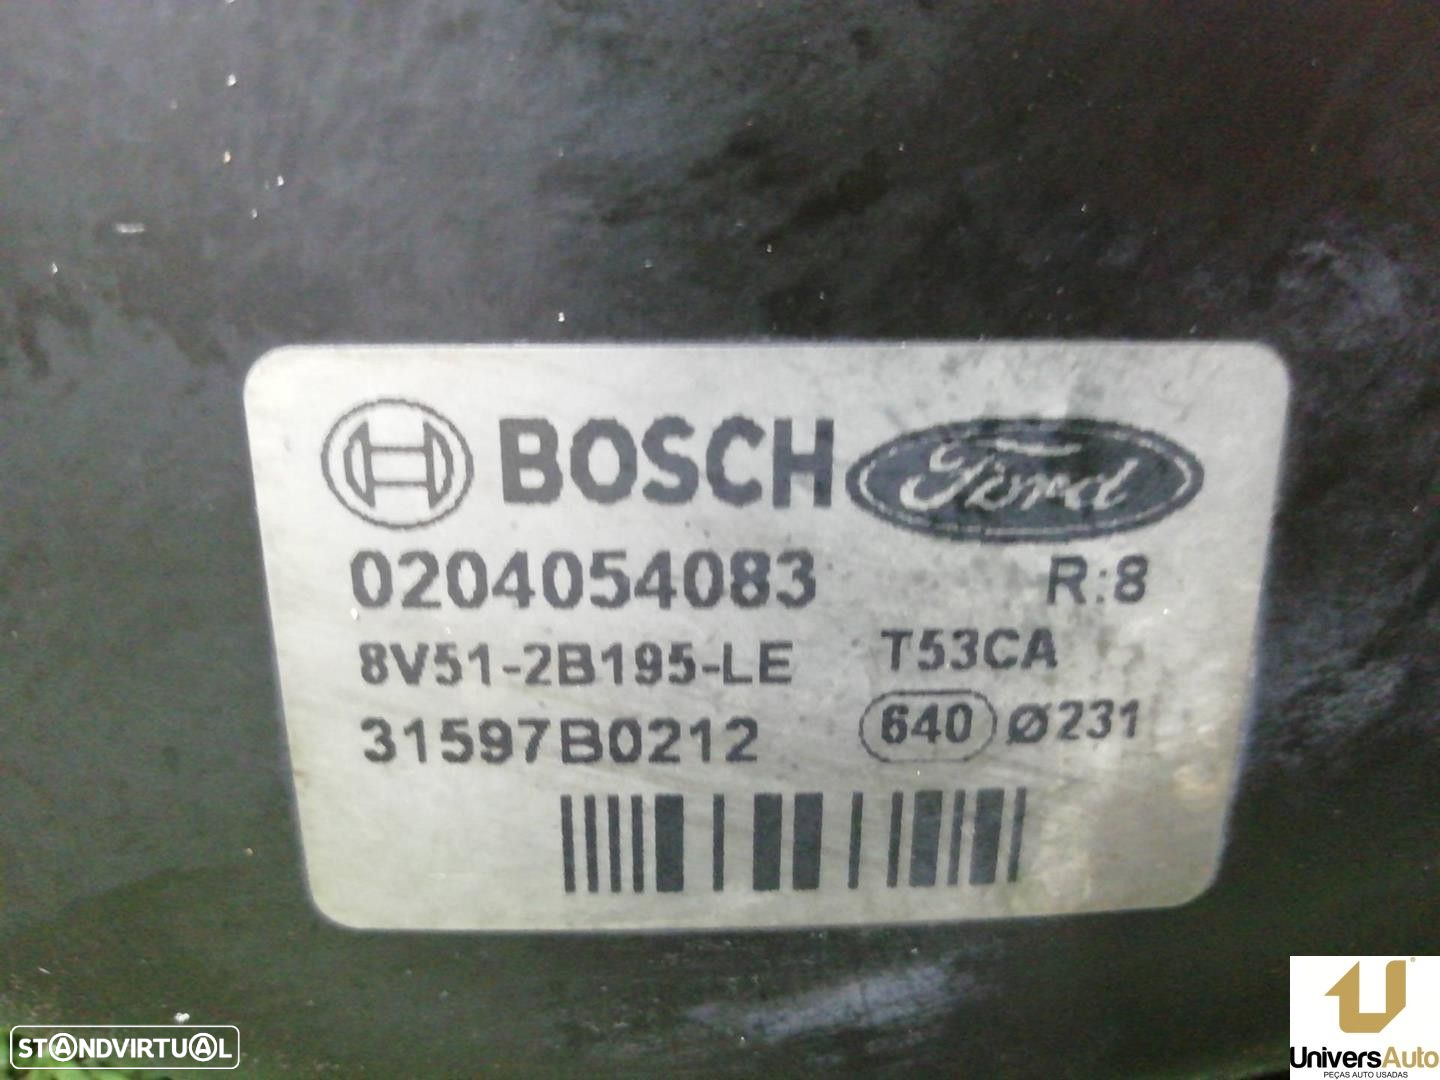 BOSCH Ford
0204054083 R:8
8V51-2B195-LE T53CA
31597B0212 640 Ø231
STANDVIRTUAL
UniversAuto
PEÇAS AUTO USADAS